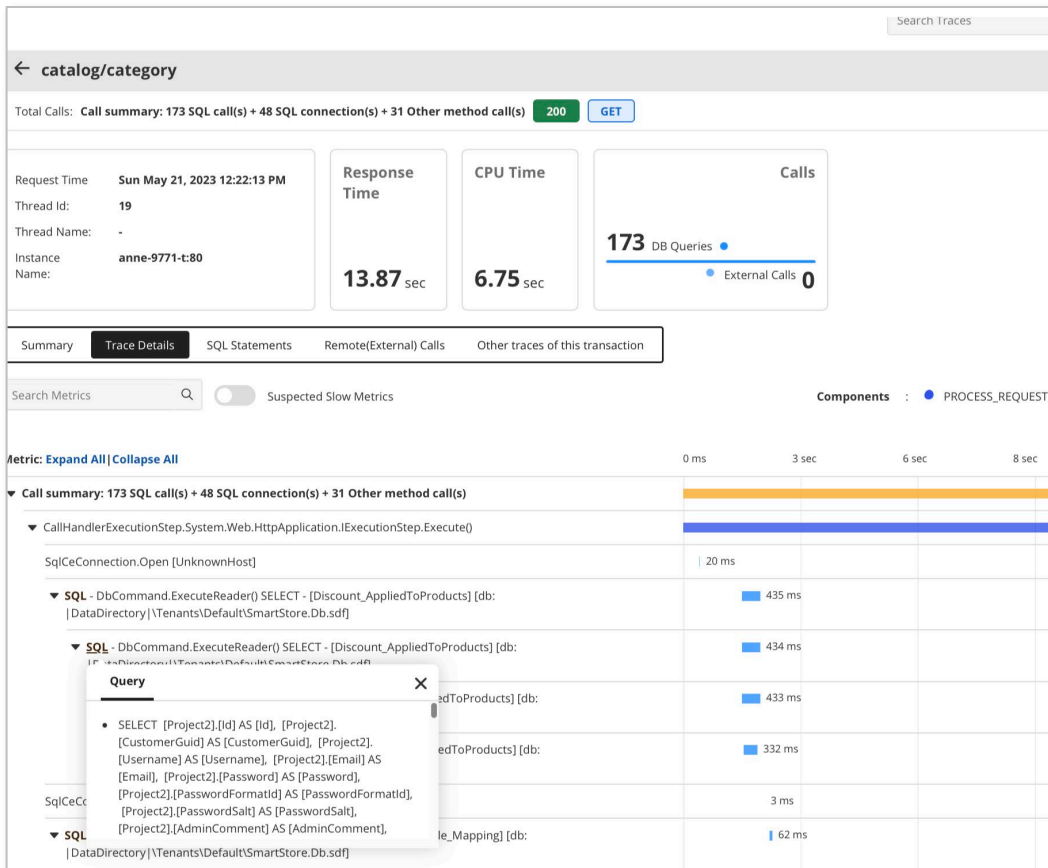 Search Traces
catalog/category
Total Calls: Call summary: 173 SQL call(s) + 48 SQL connection(s) + 31 Other method call(s) 200 GET
Request Time Sun May 21, 2023 12:22:13 PM
Thread Id: 19
Thread Name: -
Instance Name: anne-9771-t:80
Response Time
13.87 sec
CPU Time
6.75 sec
Calls
173 DB Queries
External Calls 0
Summary Trace Details SQL Statements Remote(External) Calls Other traces of this transaction
Search Metrics Suspected Slow Metrics Components : PROCESS_REQUEST
Metric: Expand All|Collapse All 0 ms 3 sec 6 sec 8 sec
Call summary: 173 SQL call(s) + 48 SQL connection(s) + 31 Other method call(s)
CallHandlerExecutionStep.System.Web.HttpApplication.IExecutionStep.Execute()
SqlCeConnection.Open [UnknownHost] 20 ms
SQL - DbCommand.ExecuteReader() SELECT - [Discount_AppliedToProducts] [db: 435 ms
|DataDirectory|\Tenants\Default\SmartStore.Db.sdf]
SQL - DbCommand.ExecuteReader() SELECT - [Discount_AppliedToProducts] [db: 434 ms
|DataDirectory|\Tenants\Default\SmartStore.Db.sdf]
edToProducts] [db: 433 ms
edToProducts] [db: 332 ms
Query
SELECT [Project2].[Id] AS [Id], [Project2].
[CustomerGuid] AS [CustomerGuid], [Project2].
[Username] AS [Username], [Project2].[Email] AS
[Email], [Project2].[Password] AS [Password],
[Project2].[PasswordFormatId] AS [PasswordFormatId],
[Project2].[PasswordSalt] AS [PasswordSalt],
[Project2].[AdminComment] AS [AdminComment],
SqlCeCo 3 ms
SQL le_Mapping] [db: 62 ms
|DataDirectory|\Tenants\Default\SmartStore.Db.sdf]